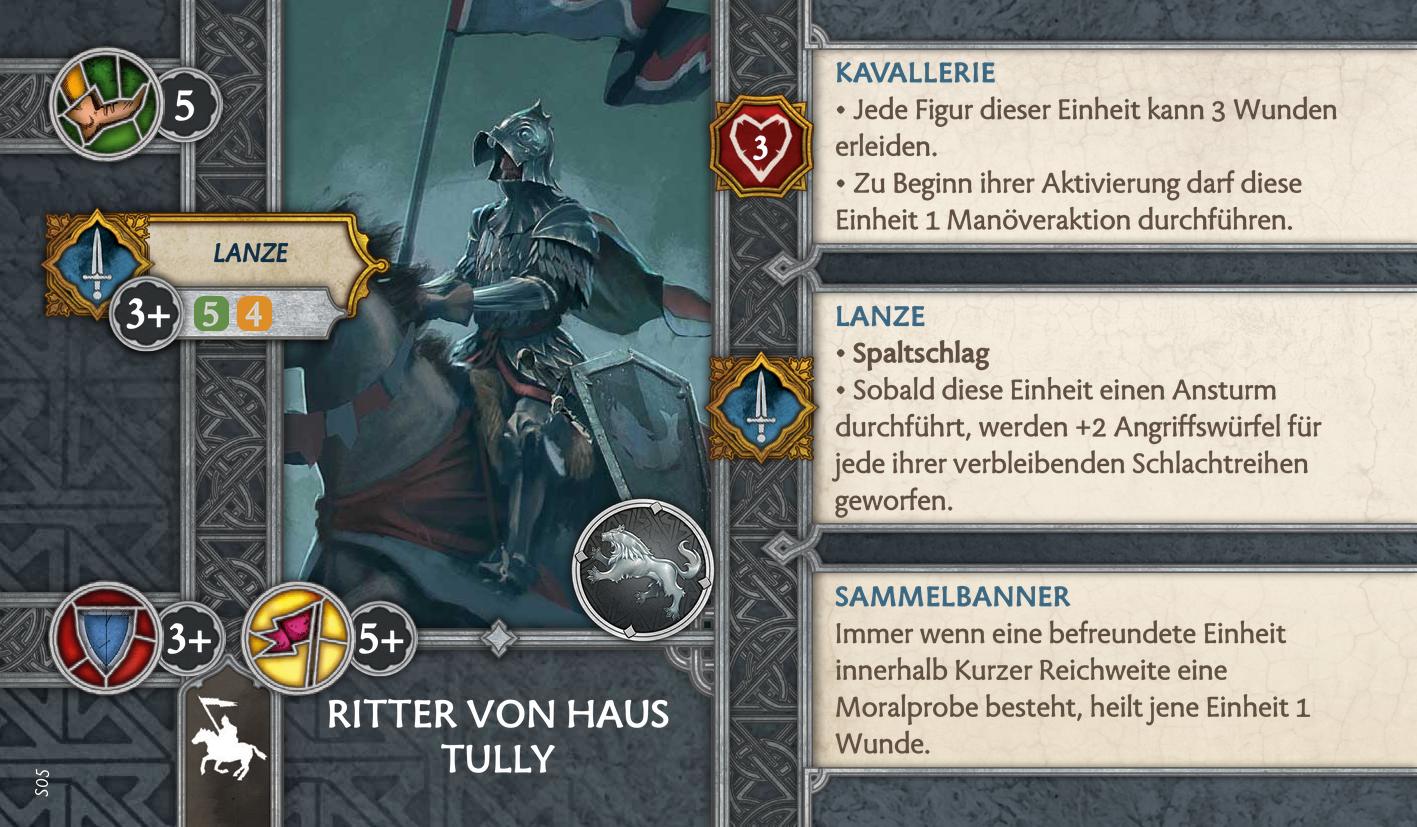 5
LANZE
3+ 5 4
3+ 5+
RITTER VON HAUS
TULLY
S05
3
KAVALLERIE
• Jede Figur dieser Einheit kann 3 Wunden
erleiden.
• Zu Beginn ihrer Aktivierung darf diese
Einheit 1 Manöveraktion durchführen.
LANZE
• Spaltschlag
• Sobald diese Einheit einen Ansturm
durchführt, werden +2 Angriffswürfel für
jede ihrer verbleibenden Schlachtreihen
geworfen.
SAMMELBANNER
Immer wenn eine befreundete Einheit
innerhalb Kurzer Reichweite eine
Moralprobe besteht, heilt jene Einheit 1
Wunde.